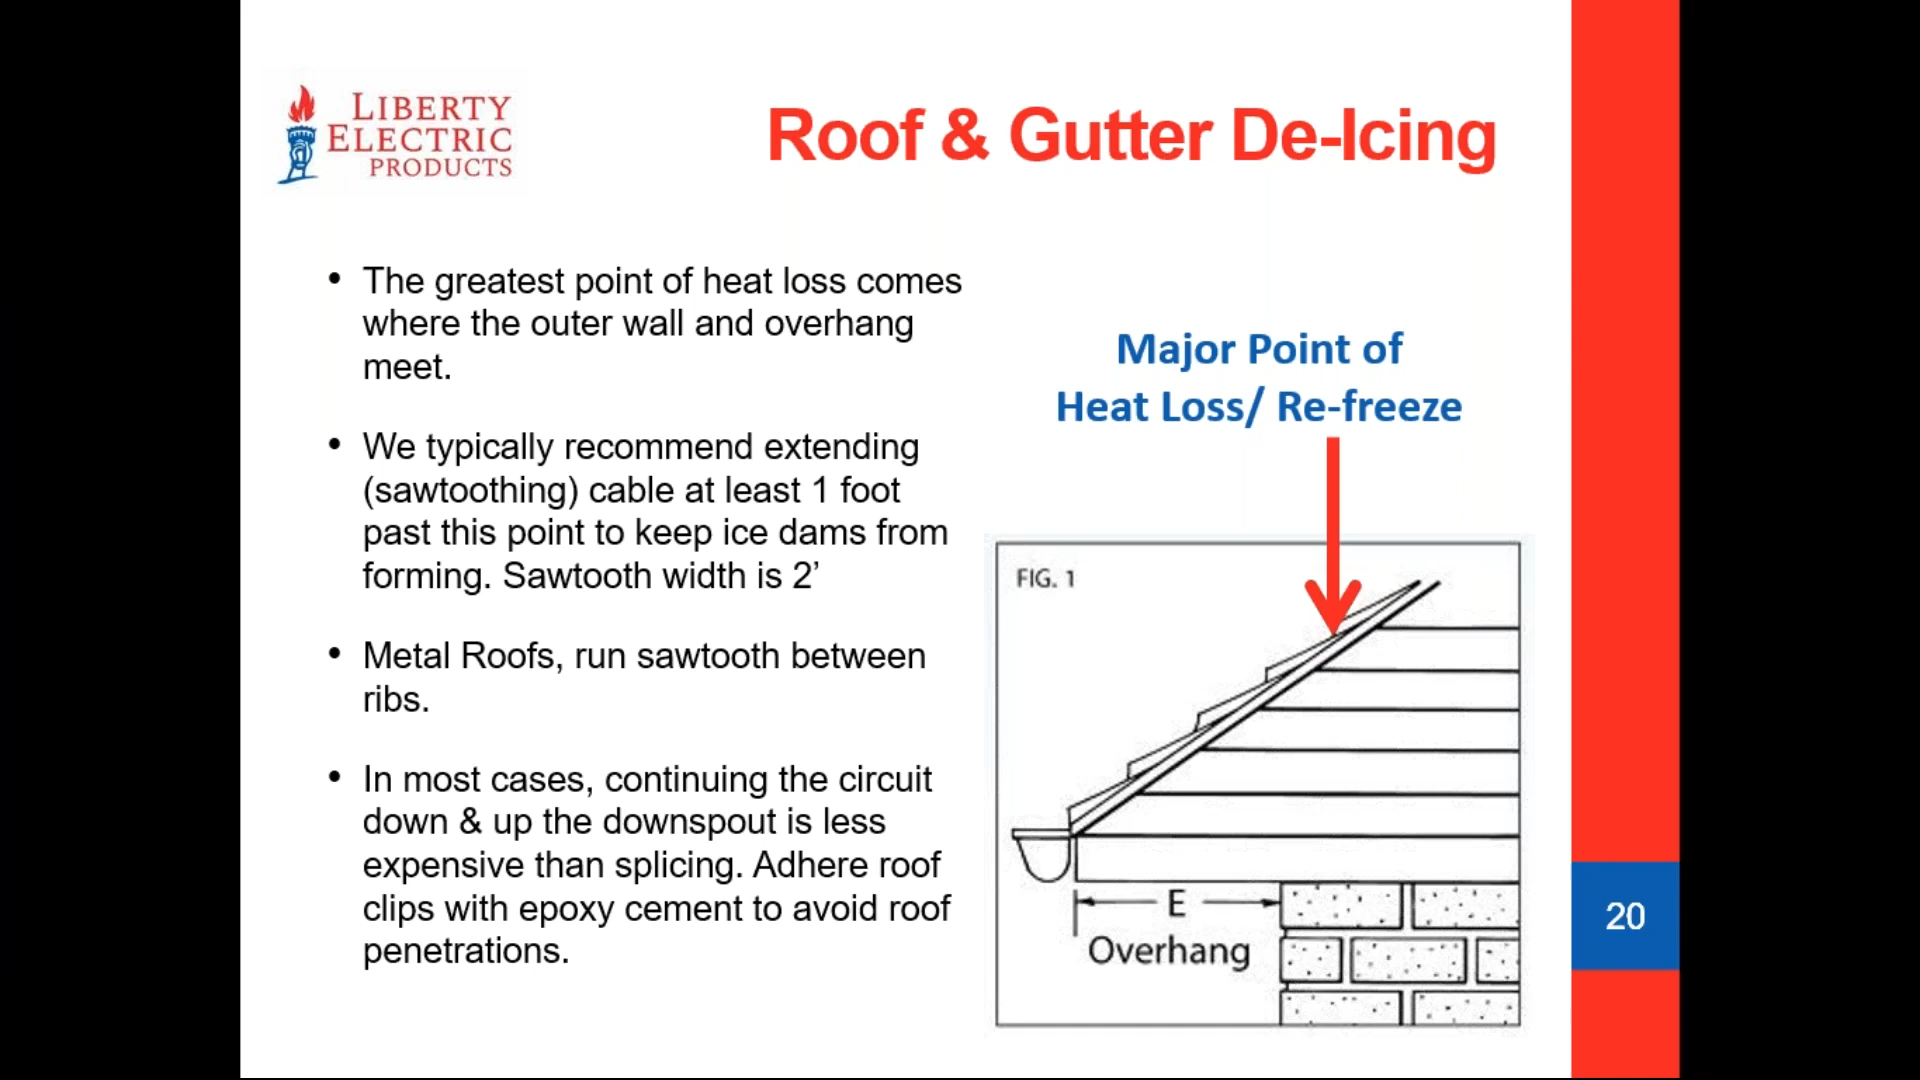 LIBERTY
ELECTRIC
PRODUCTS
Roof & Gutter De-Icing
• The greatest point of heat loss comes
where the outer wall and overhang
meet.
• We typically recommend extending
(sawtoothing) cable at least 1 foot
past this point to keep ice dams from
forming. Sawtooth width is 2’
• Metal Roofs, run sawtooth between
ribs.
• In most cases, continuing the circuit
down & up the downspout is less
expensive than splicing. Adhere roof
clips with epoxy cement to avoid roof
penetrations.
Major Point of
Heat Loss/ Re-freeze
FIG. 1
E
Overhang
20